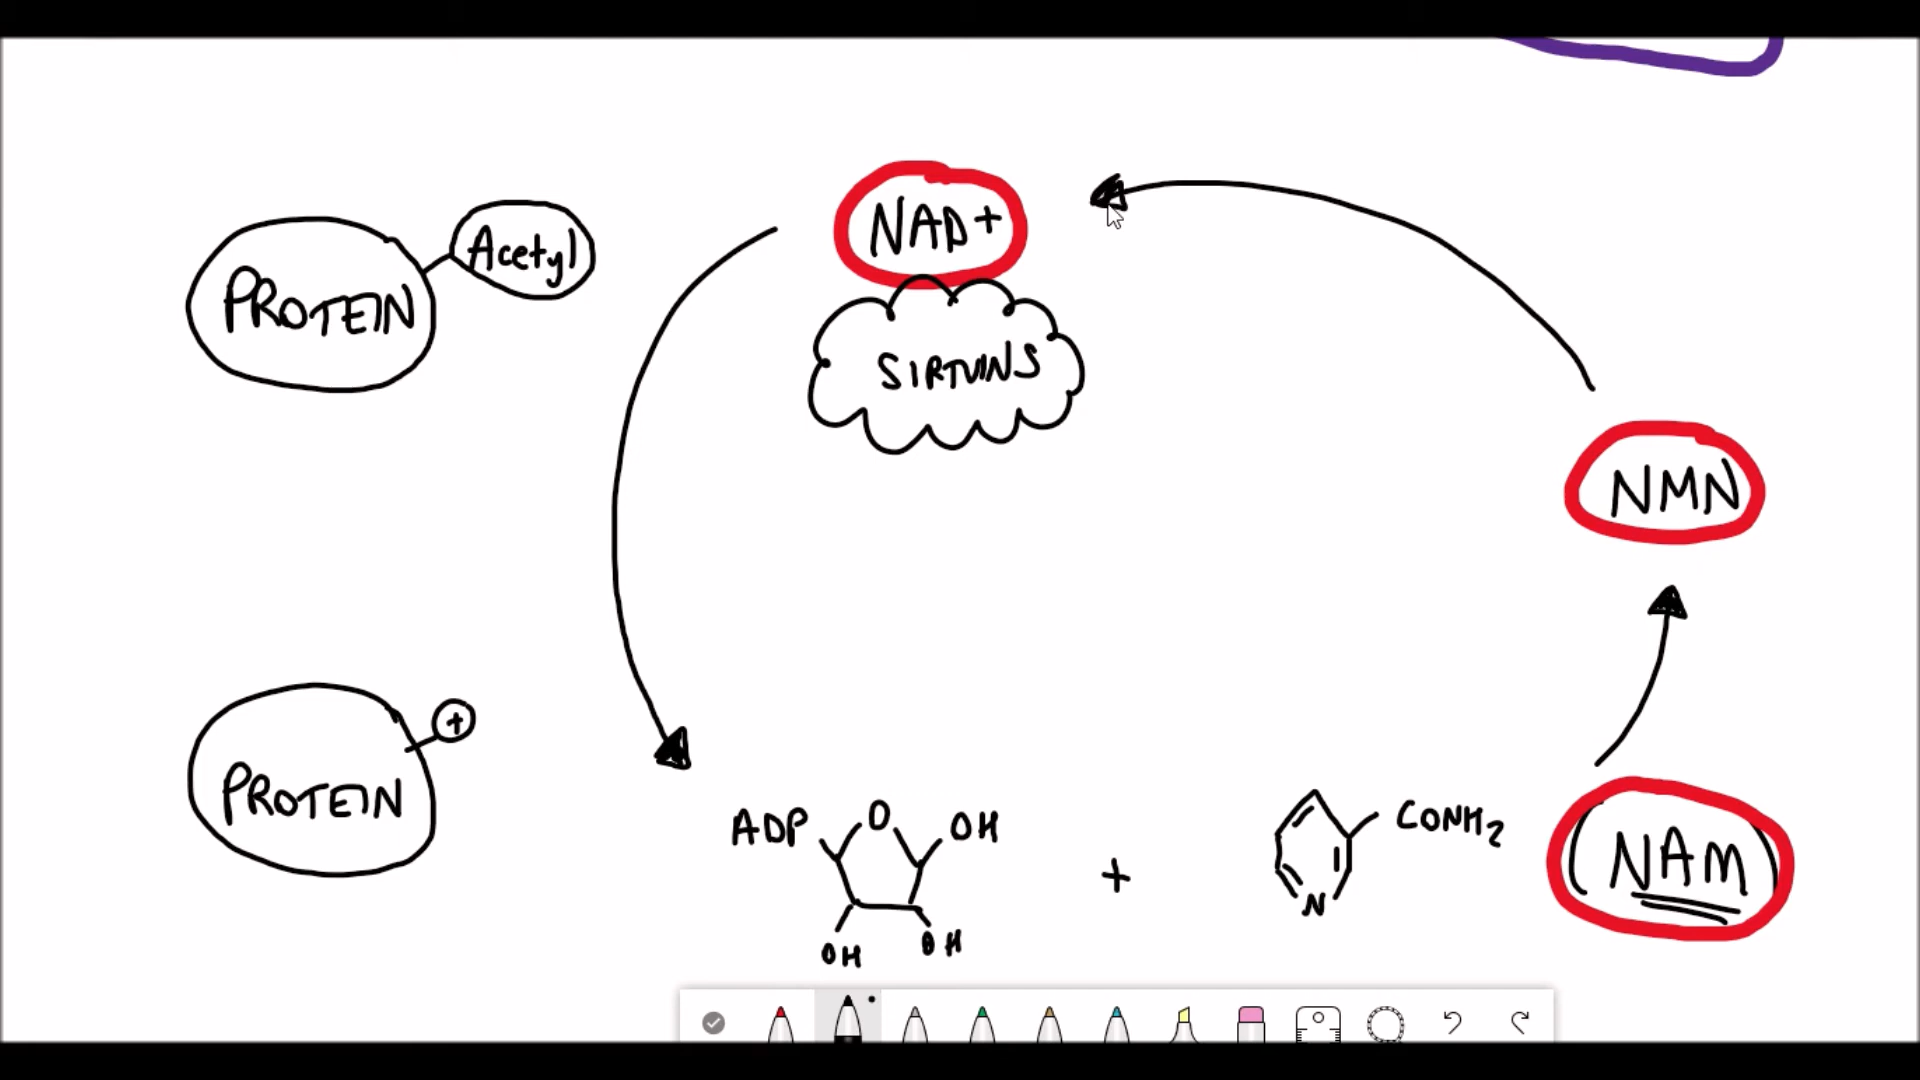 NAD+
Acetyl
PROTEIN
SIRTUINS
NMN
+
PROTEIN
ADP
O
OH
CONH2
NAM
+
N
OH
OH